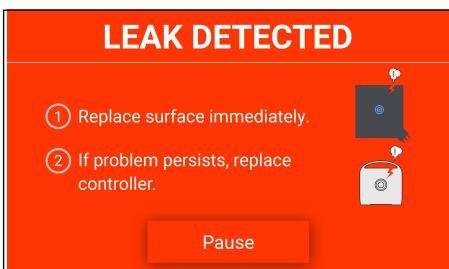 LEAK DETECTED
1 Replace surface immediately.
2 If problem persists, replace
controller.
Pause